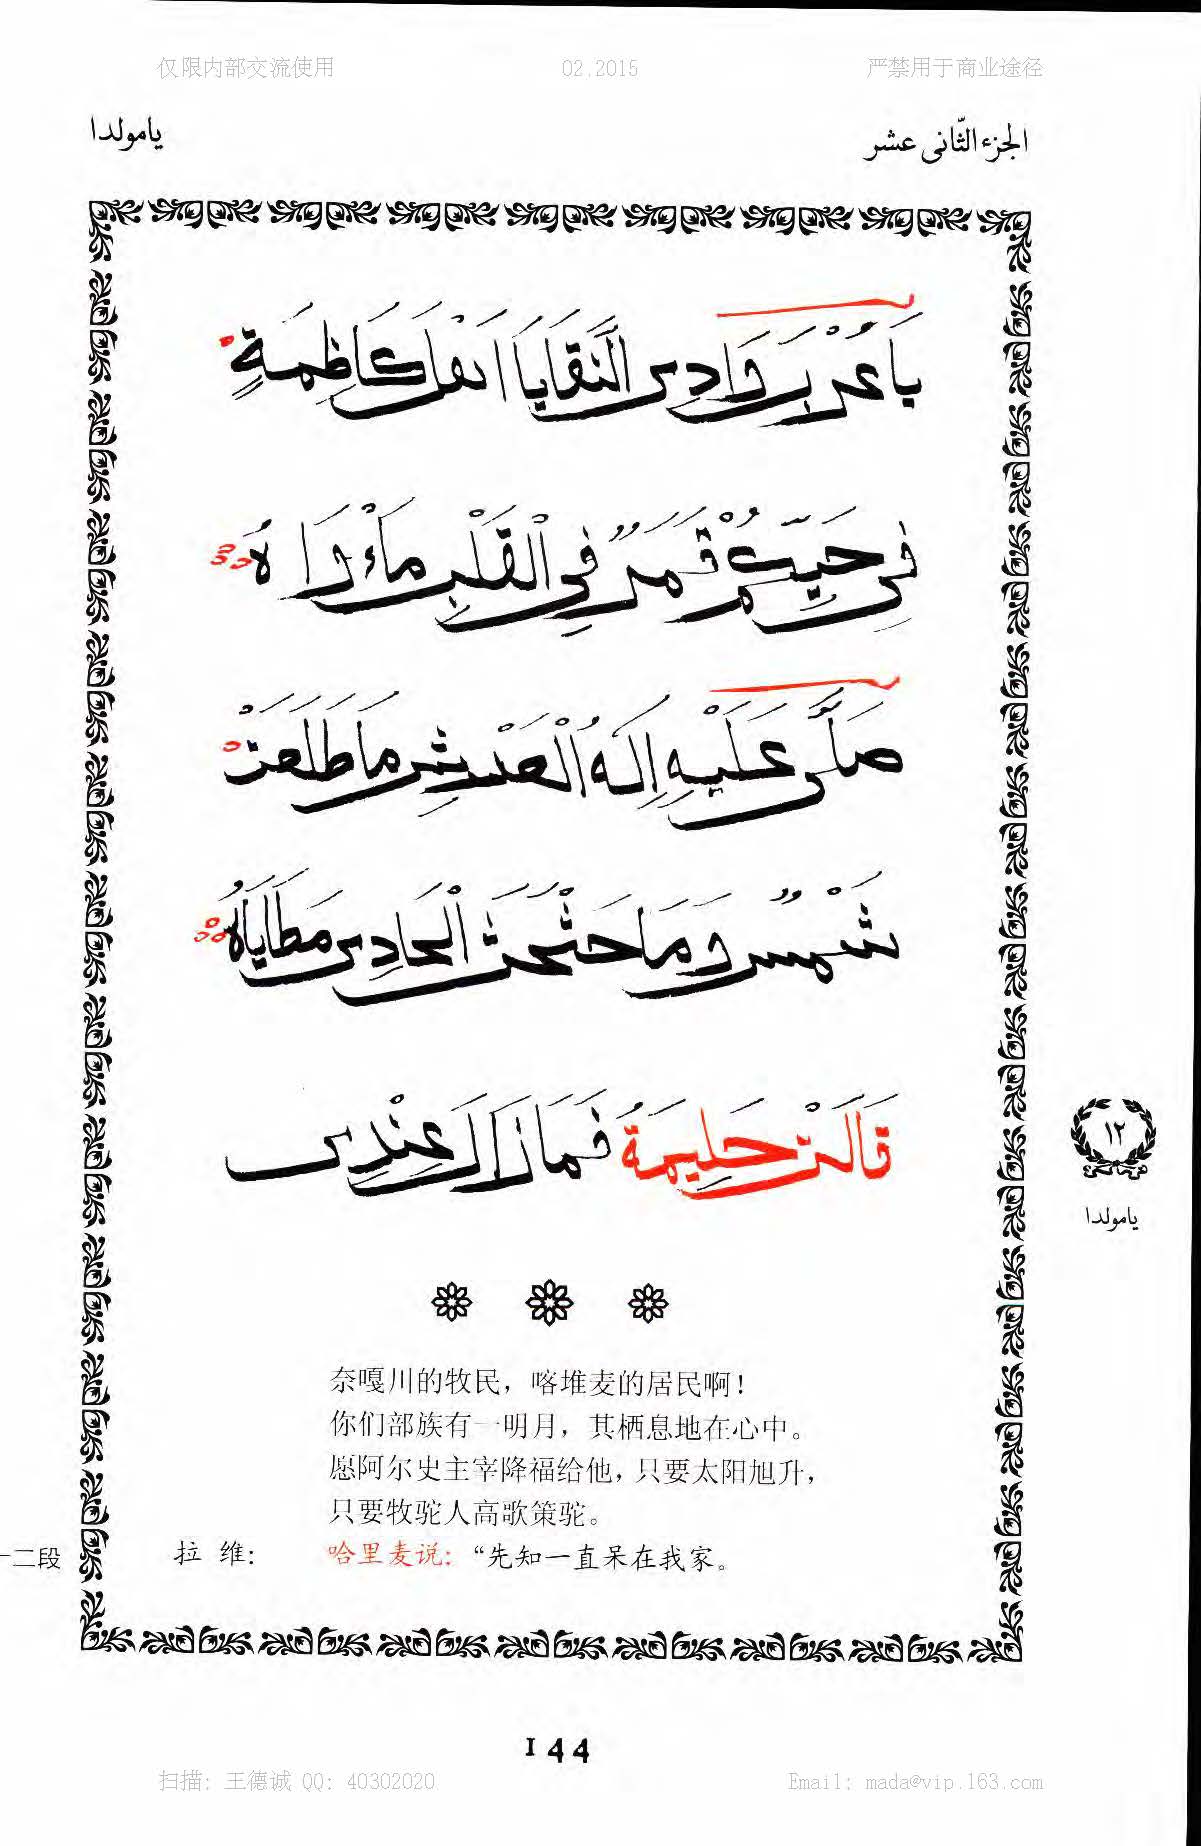 仅限内部交流使用 02.2015 严禁用于商业途径
الجزء الثّانى عشر يامولدا
يَا عُرْبَ وَادِى النَّقَا يَا اَهْلَ كَاظِمَةٍ
فِى حَيِّكُمْ قَمَرٌ فِى الْقَلْبِ مَأْوَاهُ
صَلَّى عَلَيْهِ اِلَهُ الْعَرْشِ مَا طَلَعَتْ
شَمْسٌ وَمَا حَثْحَثَ الْحَادِى مَطَايَاهُ
قَالَتْ حَلِيمَةُ فَمَازَالَ عِنْدِى
١٢
يامولدا
奈嘎川的牧民，喀堆麦的居民啊！
你们部族有一明月，其栖息地在心中。
愿阿尔史主宰降福给他，只要太阳旭升，
只要牧驼人高歌策驼。
拉 维： 哈里麦说：“先知一直呆在我家。
十二段
144
扫描: 王德诚 QQ: 40302020 Email: mada@vip.163.com